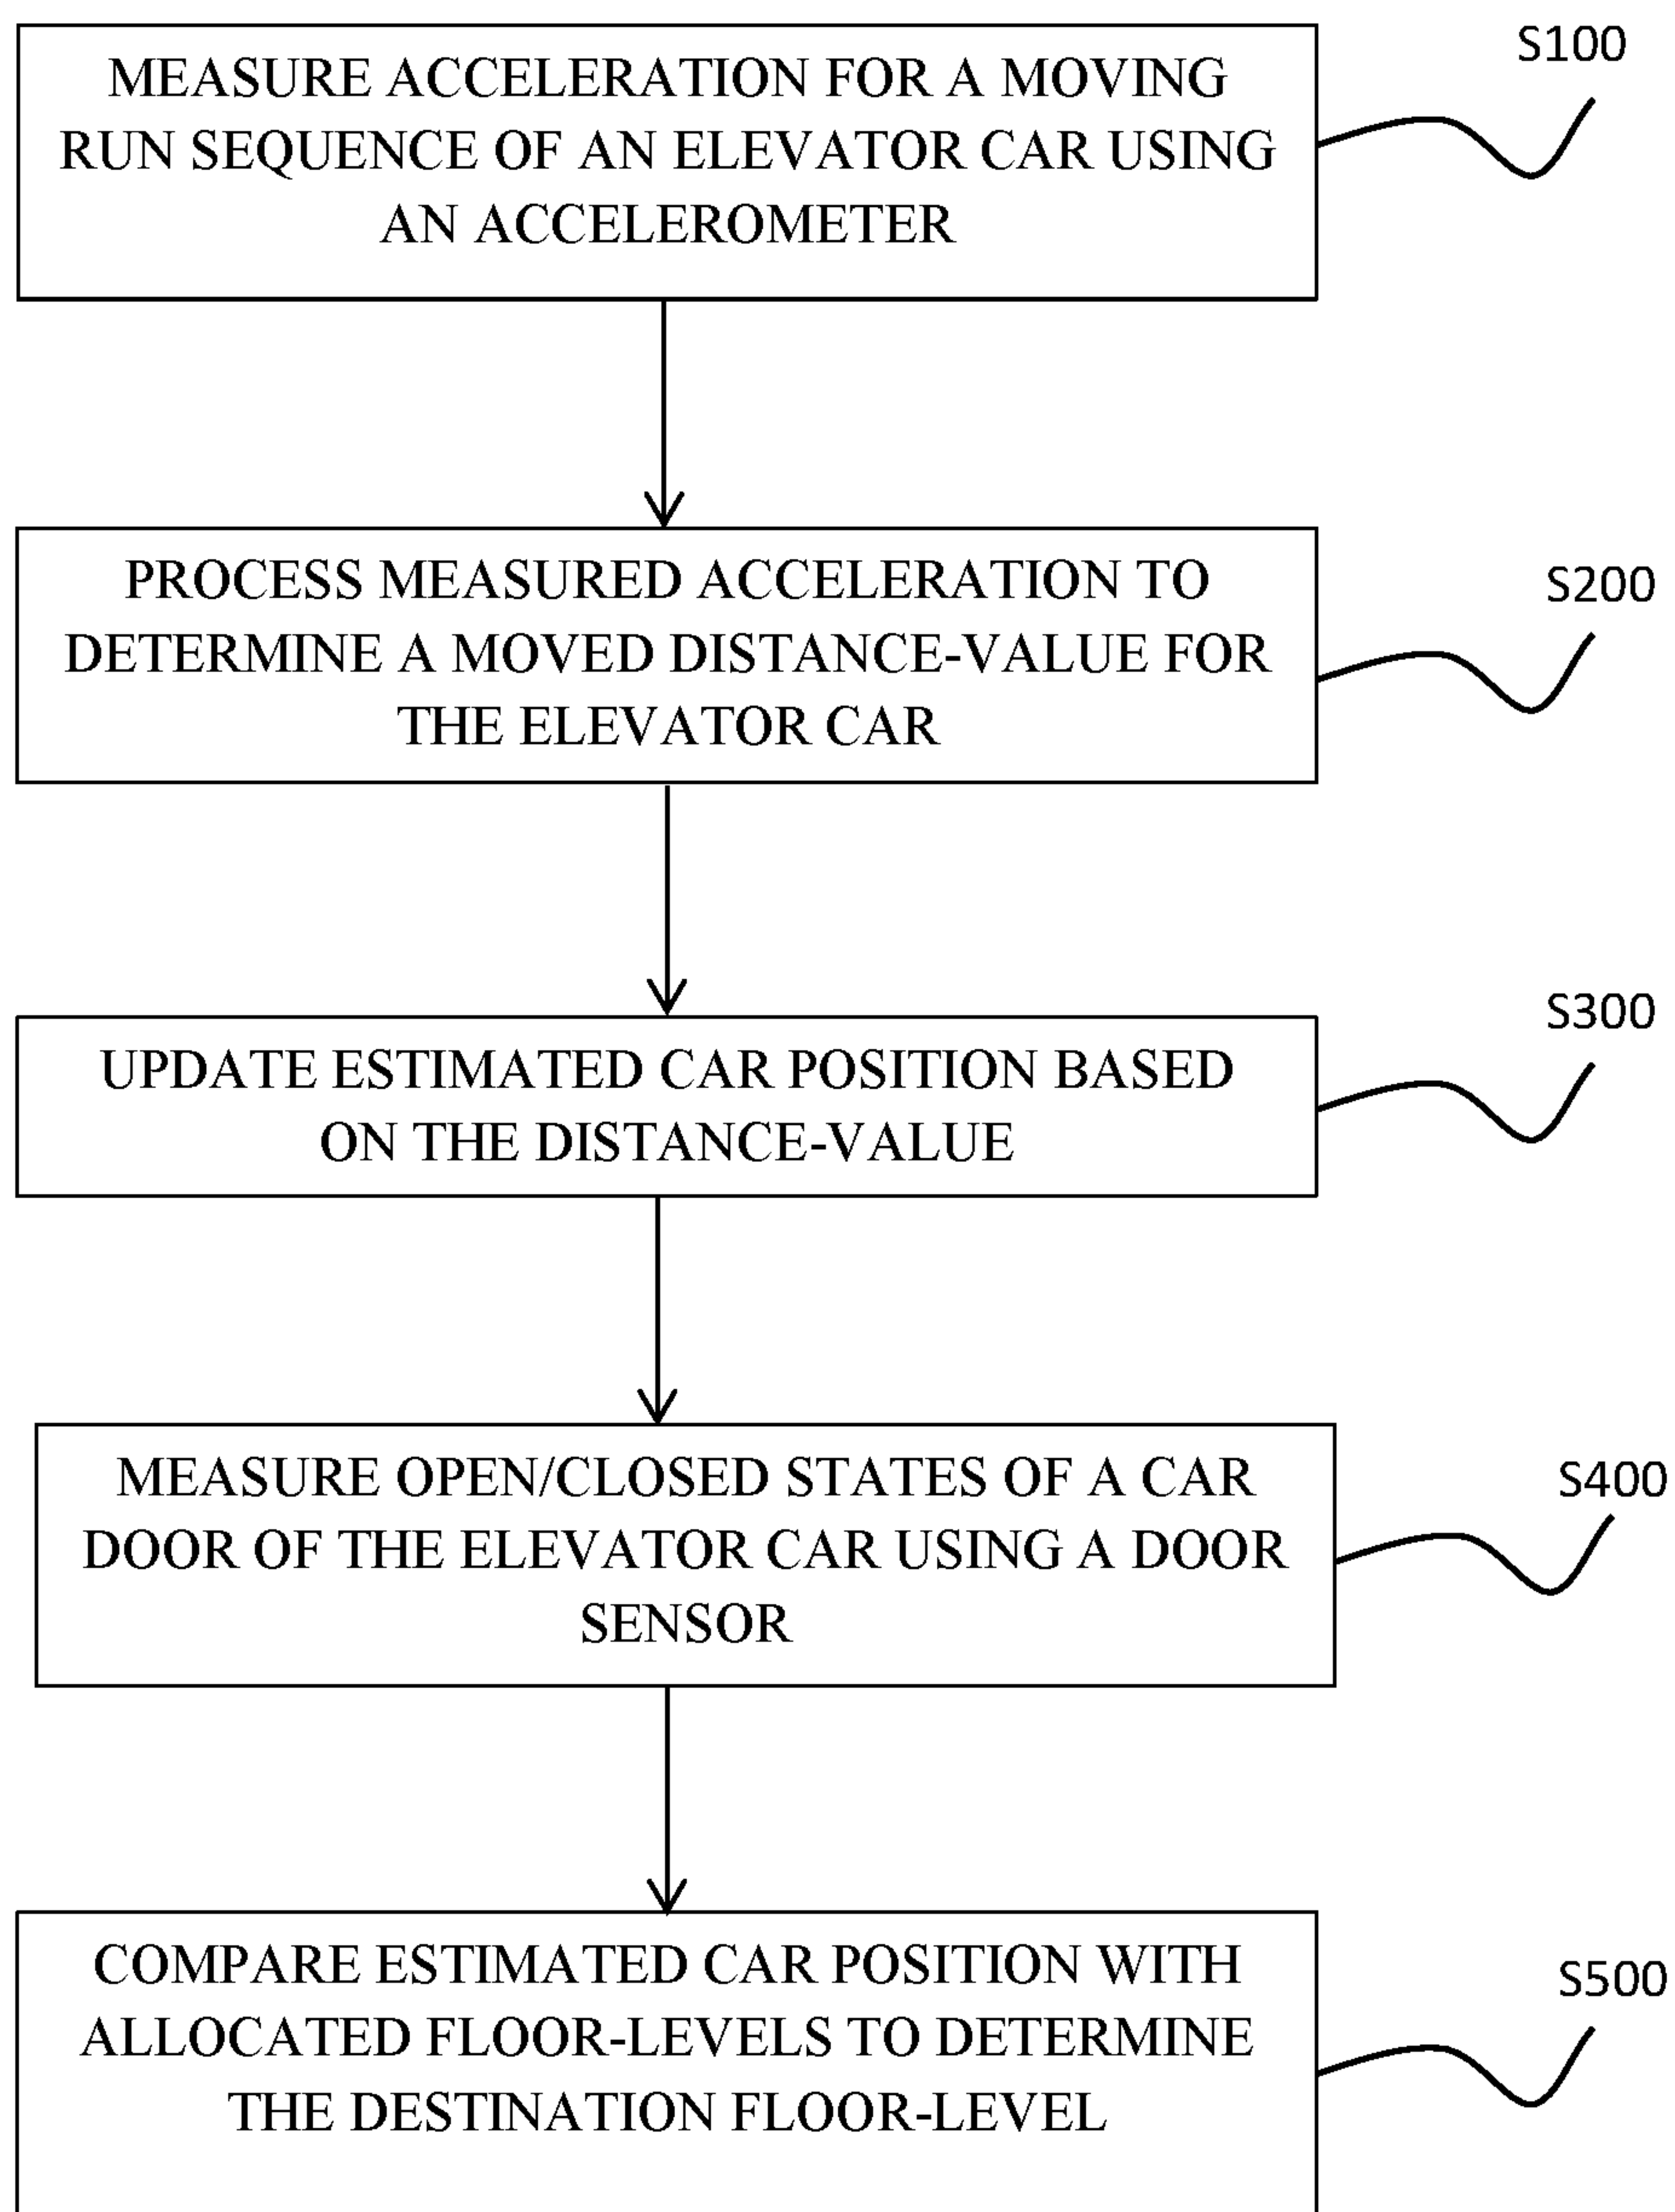 S100
MEASURE ACCELERATION FOR A MOVING
RUN SEQUENCE OF AN ELEVATOR CAR USING
AN ACCELEROMETER
S200
PROCESS MEASURED ACCELERATION TO
DETERMINE A MOVED DISTANCE-VALUE FOR
THE ELEVATOR CAR
S300
UPDATE ESTIMATED CAR POSITION BASED
ON THE DISTANCE-VALUE
S400
MEASURE OPEN/CLOSED STATES OF A CAR
DOOR OF THE ELEVATOR CAR USING A DOOR
SENSOR
S500
COMPARE ESTIMATED CAR POSITION WITH
ALLOCATED FLOOR-LEVELS TO DETERMINE
THE DESTINATION FLOOR-LEVEL